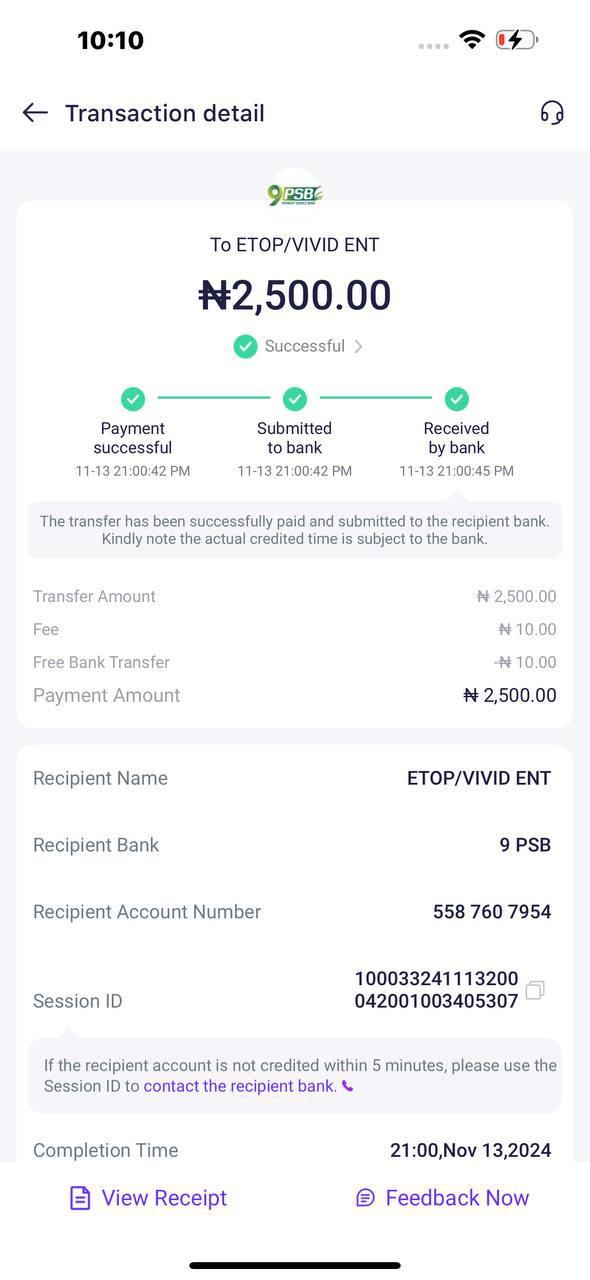 10:10
Transaction detail
9PSB
PAYMENT SERVICE BANK
To ETOP/VIVID ENT
₦2,500.00
Successful
Payment successful
11-13 21:00:42 PM
Submitted to bank
11-13 21:00:42 PM
Received by bank
11-13 21:00:45 PM
The transfer has been successfully paid and submitted to the recipient bank.
Kindly note the actual credited time is subject to the bank.
Transfer Amount ₦ 2,500.00
Fee ₦ 10.00
Free Bank Transfer -₦ 10.00
Payment Amount ₦ 2,500.00
Recipient Name ETOP/VIVID ENT
Recipient Bank 9 PSB
Recipient Account Number 558 760 7954
Session ID 100033241113200
042001003405307
If the recipient account is not credited within 5 minutes, please use the
Session ID to contact the recipient bank.
Completion Time 21:00,Nov 13,2024
View Receipt Feedback Now